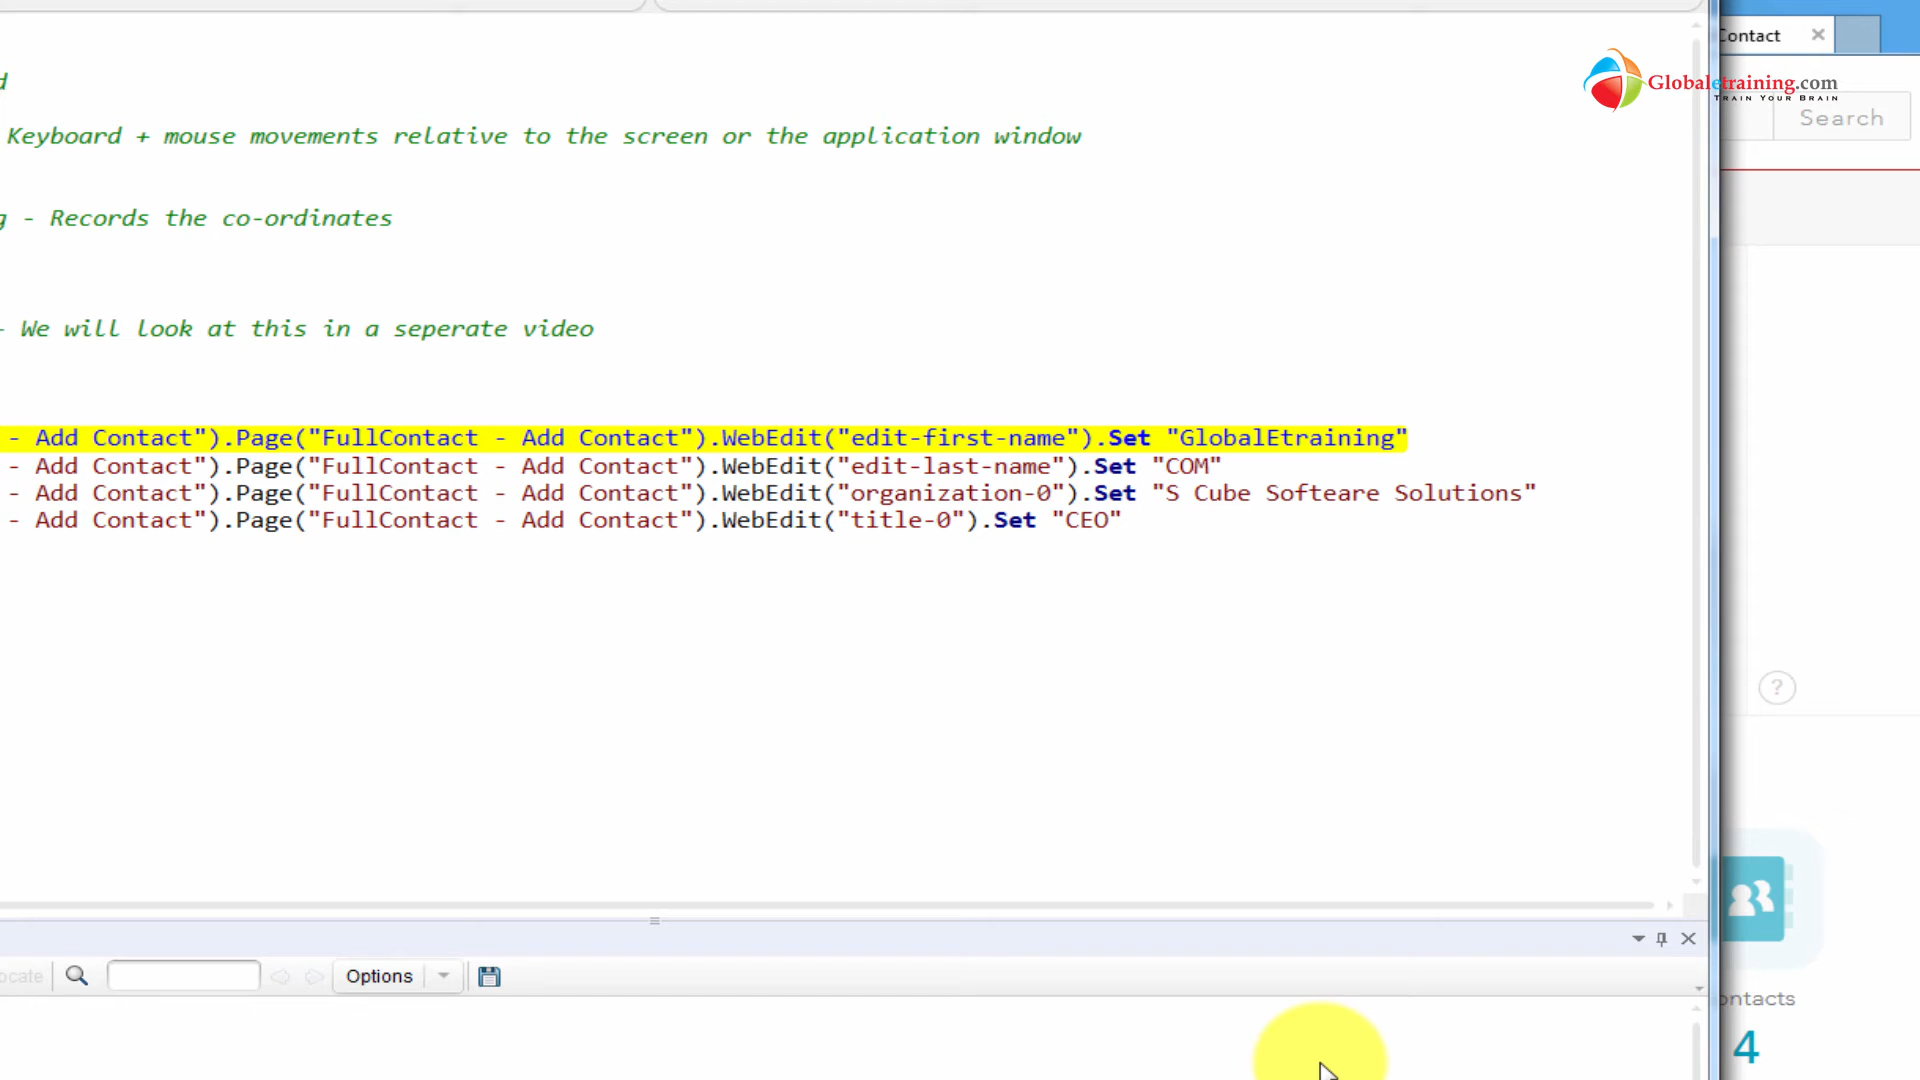 Contact
Globaletraining.com
TRAIN YOUR BRAIN
Search
d
Keyboard + mouse movements relative to the screen or the application window
g - Records the co-ordinates
- We will look at this in a seperate video
- Add Contact").Page("FullContact - Add Contact").WebEdit("edit-first-name").Set "GlobalEtraining"
- Add Contact").Page("FullContact - Add Contact").WebEdit("edit-last-name").Set "COM"
- Add Contact").Page("FullContact - Add Contact").WebEdit("organization-0").Set "S Cube Softeare Solutions"
- Add Contact").Page("FullContact - Add Contact").WebEdit("title-0").Set "CEO"
?
ocate
Options
ontacts
4